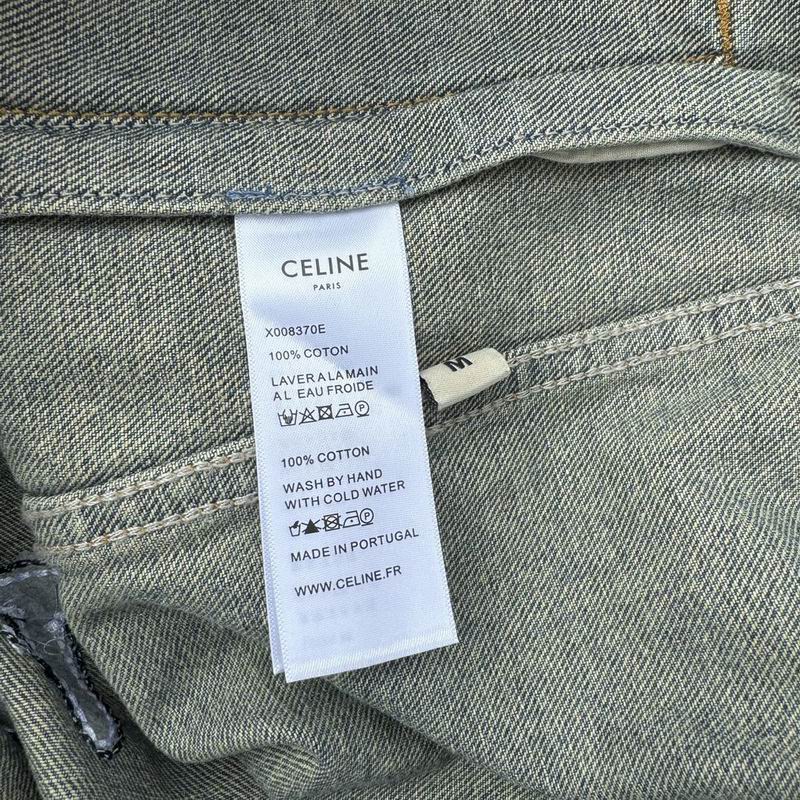 CELINE
PARIS
X008370E
100% COTON
LAVER A LA MAIN
A L EAU FROIDE
P
100% COTTON
WASH BY HAND
WITH COLD WATER
P
MADE IN PORTUGAL
WWW.CELINE.FR
M